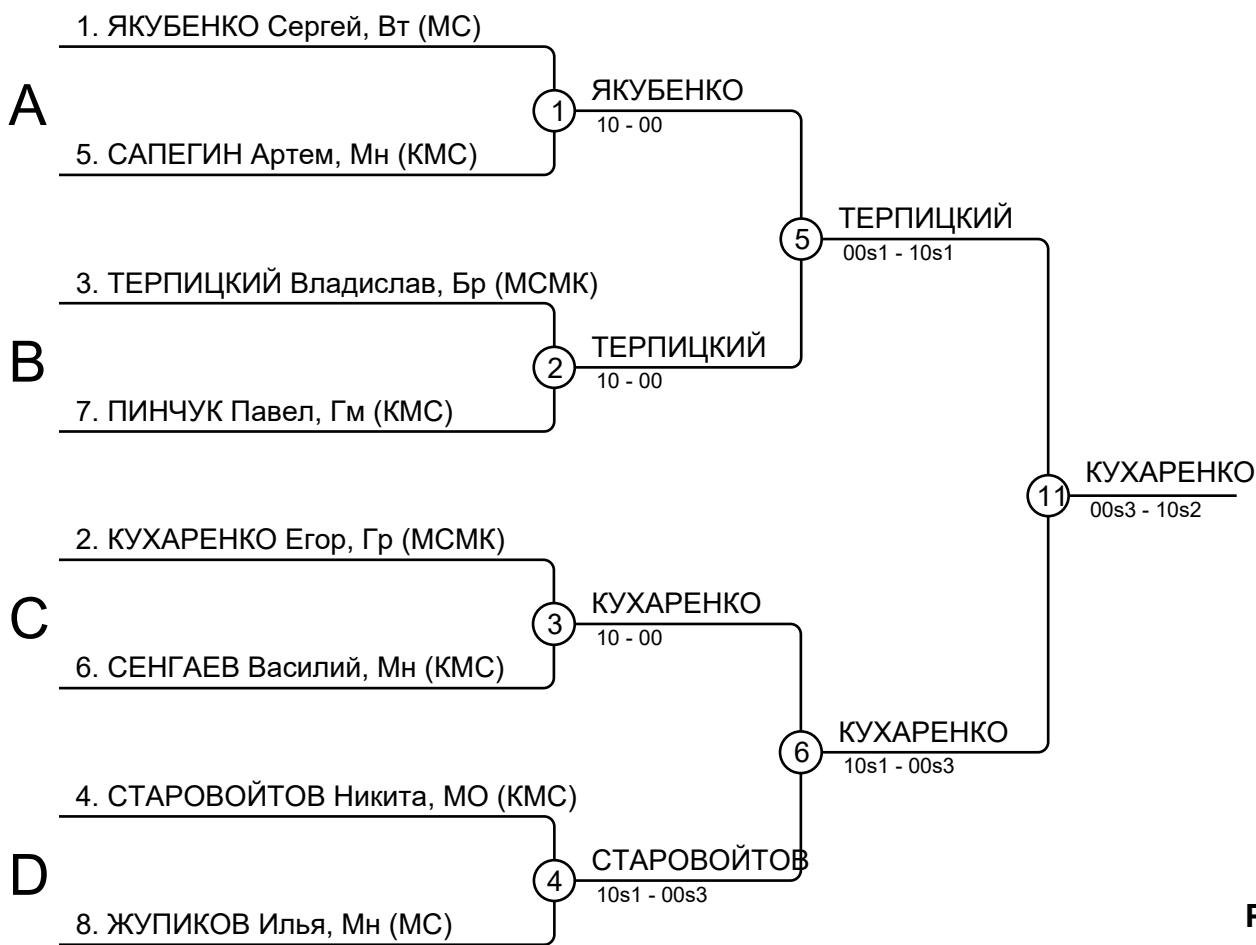 1. ЯКУБЕНКО Сергей, Вт (МС)
A
1
ЯКУБЕНКО
10 - 00
5. САПЕГИН Артем, Мн (КМС)
5
ТЕРПИЦКИЙ
00s1 - 10s1
3. ТЕРПИЦКИЙ Владислав, Бр (МСМК)
B
2
ТЕРПИЦКИЙ
10 - 00
7. ПИНЧУК Павел, Гм (КМС)
11
КУХАРЕНКО
00s3 - 10s2
2. КУХАРЕНКО Егор, Гр (МСМК)
C
3
КУХАРЕНКО
10 - 00
6. СЕНГАЕВ Василий, Мн (КМС)
6
КУХАРЕНКО
10s1 - 00s3
4. СТАРОВОЙТОВ Никита, МО (КМС)
D
4
СТАРОВОЙТОВ
10s1 - 00s3
8. ЖУПИКОВ Илья, Мн (МС)